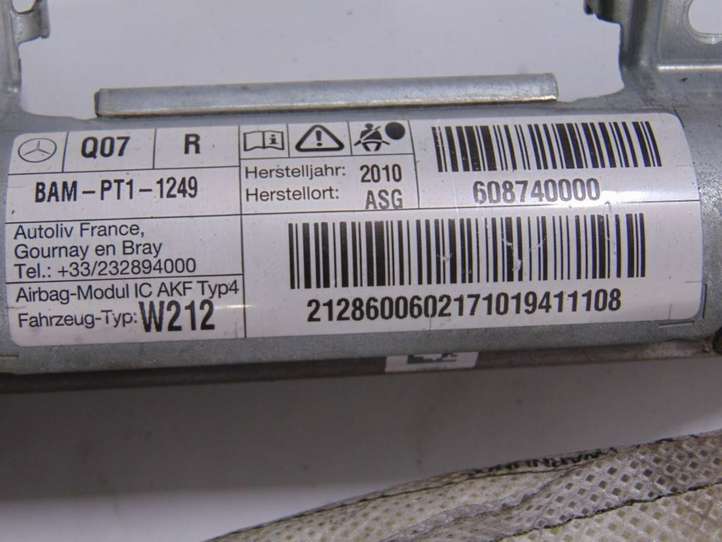 Q07 R
BAM-PT1-1249
Autoliv France,
Gournay en Bray
Tel.: +33/232894000
Airbag-Modul IC AKF Typ4
Fahrzeug-Typ: W212
Herstelljahr: 2010
Herstellort: ASG
608740000
2128600602171019411108